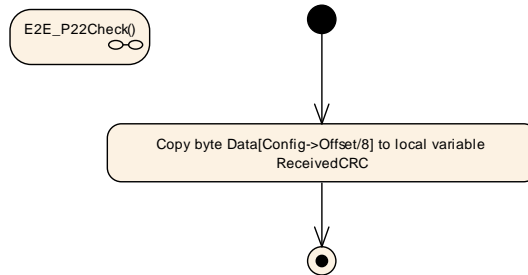 E2E_P22Check()
Copy byte Data[Config->Offset/8] to local variable
ReceivedCRC